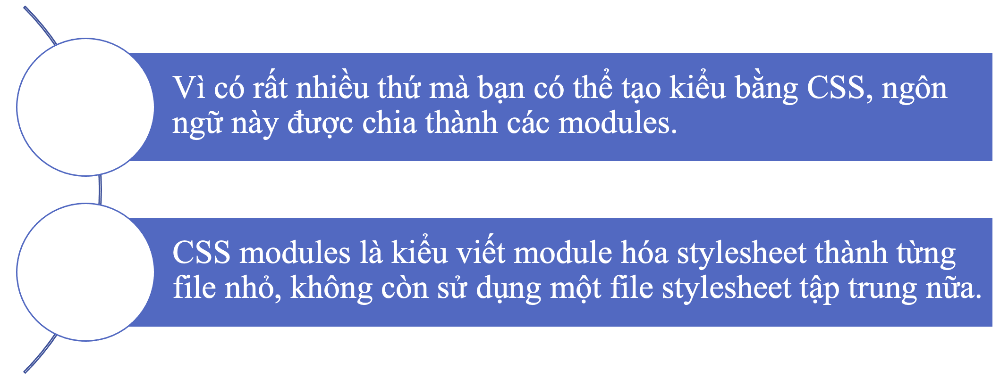 Vì có rất nhiều thứ mà bạn có thể tạo kiểu bằng CSS, ngôn
ngữ này được chia thành các modules.
CSS modules là kiểu viết module hóa stylesheet thành từng
file nhỏ, không còn sử dụng một file stylesheet tập trung nữa.